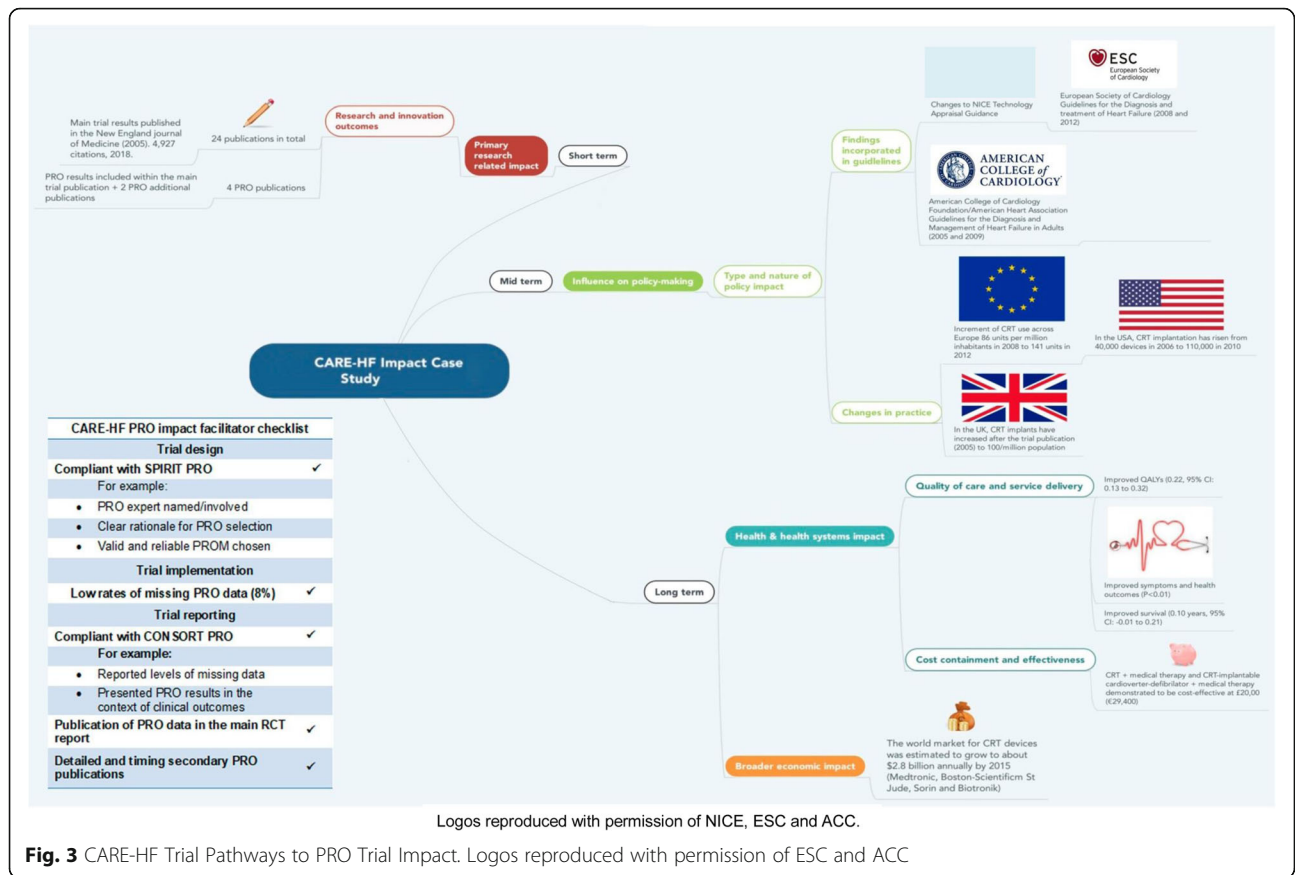 Main trial results published
in the New England journal
of Medicine (2005). 4,927
citations, 2018.
24 publications in total
PRO results included within the main
trial publication + 2 PRO additional
publications
4 PRO publications
Research and innovation
outcomes
Primary
research
related impact
Short term
Mid term
Influence on policy-making
Type and nature of
policy impact
Findings
incorporated
in guidlelines
Changes to NICE Technology
Appraisal Guidance
ESC
European Society
of Cardiology
European Society of Cardiology
Guidelines for the Diagnosis and
treatment of Heart Failure (2008 and
2012)
AMERICAN
COLLEGE of
CARDIOLOGY
American College of Cardiology
Foundation/American Heart Association
Guidelines for the Diagnosis and
Management of Heart Failure in Adults
(2005 and 2009)
Increment of CRT use across
Europe 86 units per million
inhabitants in 2008 to 141 units in
2012
In the USA, CRT implantation has risen from
40,000 devices in 2006 to 110,000 in 2010
Changes in practice
In the UK, CRT implants have
increased after the trial publication
(2005) to 100/million population
CARE-HF Impact Case
Study
CARE-HF PRO impact facilitator checklist
Trial design
Compliant with SPIRIT PRO ✓
For example:
• PRO expert named/involved
• Clear rationale for PRO selection
• Valid and reliable PROM chosen
Trial implementation
Low rates of missing PRO data (8%) ✓
Trial reporting
Compliant with CONSORT PRO ✓
For example:
• Reported levels of missing data
• Presented PRO results in the
context of clinical outcomes
Publication of PRO data in the main RCT
report ✓
Detailed and timing secondary PRO
publications ✓
Long term
Health & health systems impact
Quality of care and service delivery
Improved QALYs (0.22, 95% CI:
0.13 to 0.32)
Improved symptoms and health
outcomes (P<0.01)
Improved survival (0.10 years, 95%
CI: -0.01 to 0.21)
Cost containment and effectiveness
CRT + medical therapy and CRT-implantable
cardioverter-defibrilator + medical therapy
demonstrated to be cost-effective at £20,00
(€29,400)
Broader economic impact
The world market for CRT devices
was estimated to grow to about
$2.8 billion annually by 2015
(Medtronic, Boston-Scientificm St
Jude, Sorin and Biotronik)
Logos reproduced with permission of NICE, ESC and ACC.
Fig. 3 CARE-HF Trial Pathways to PRO Trial Impact. Logos reproduced with permission of ESC and ACC